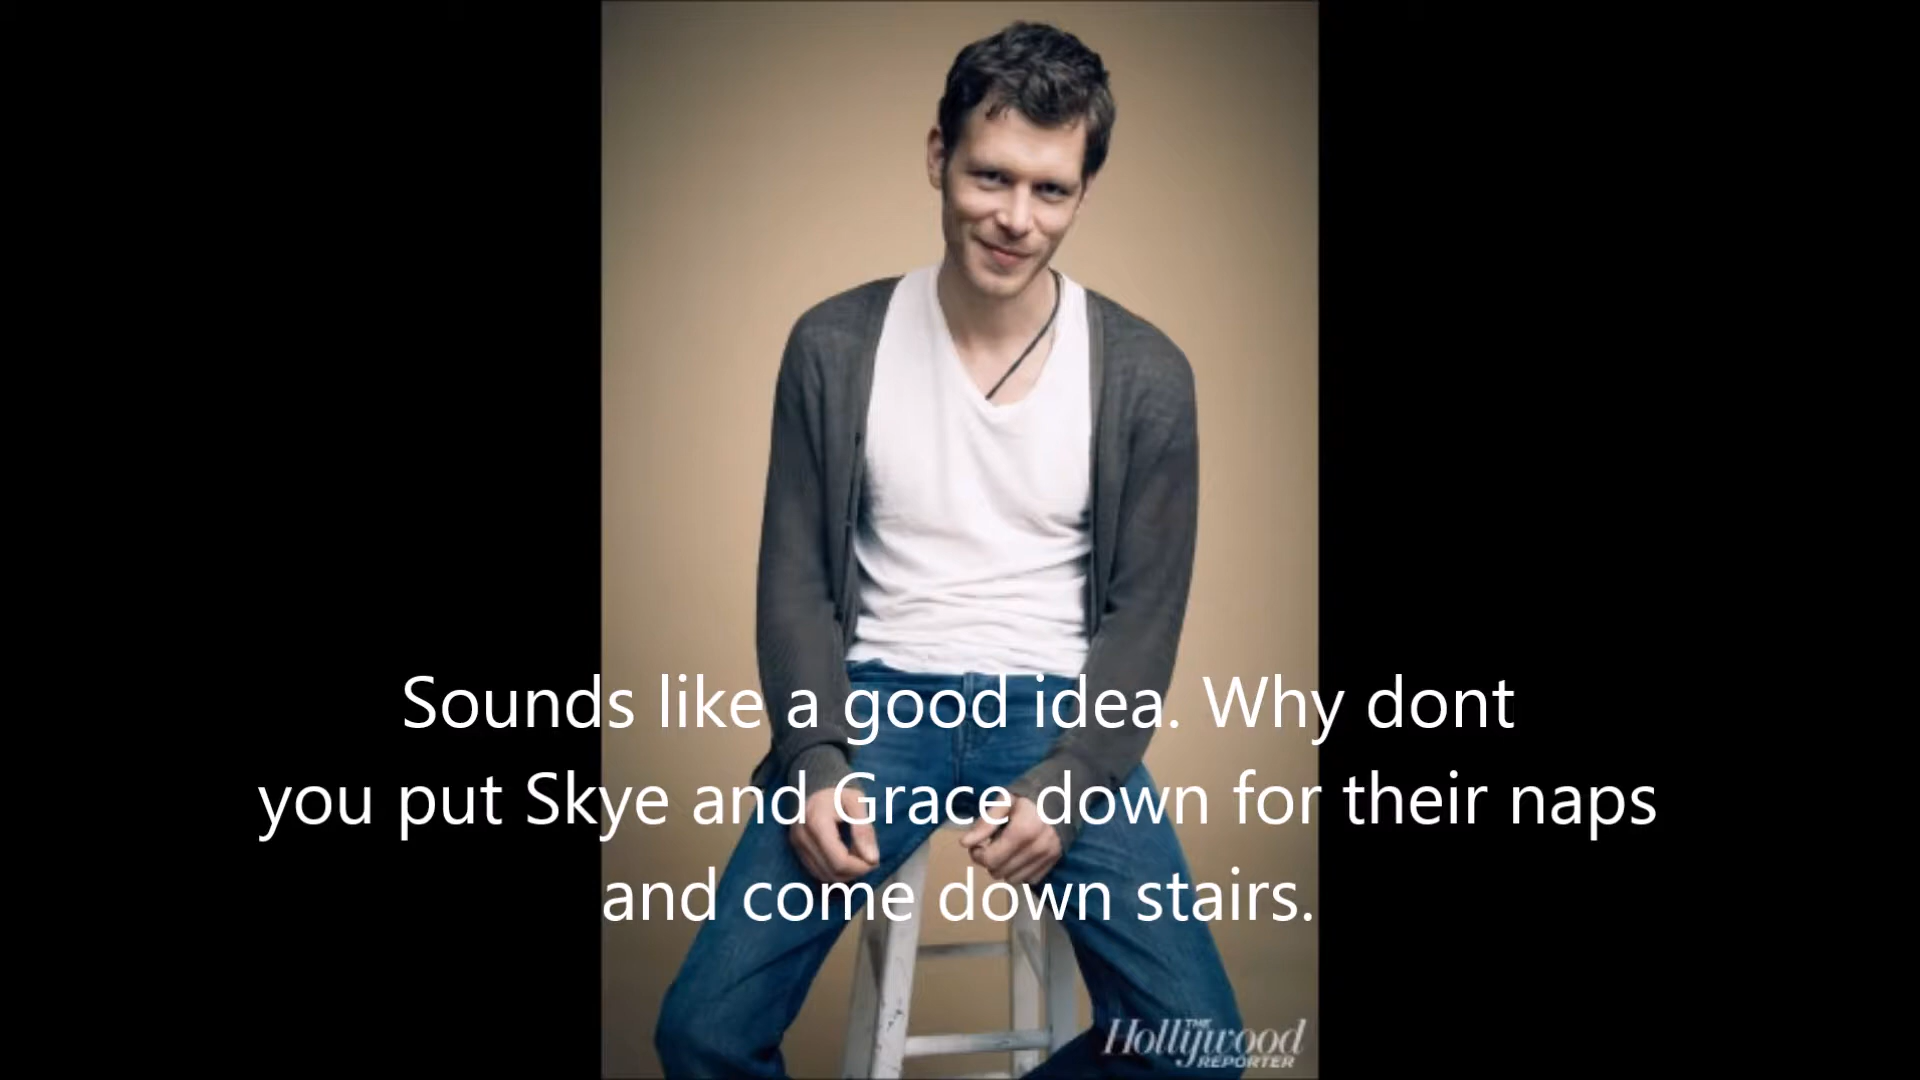 Sounds like a good idea. Why dont
you put Skye and Grace down for their naps
and come down stairs.
THE
Hollywood
REPORTER